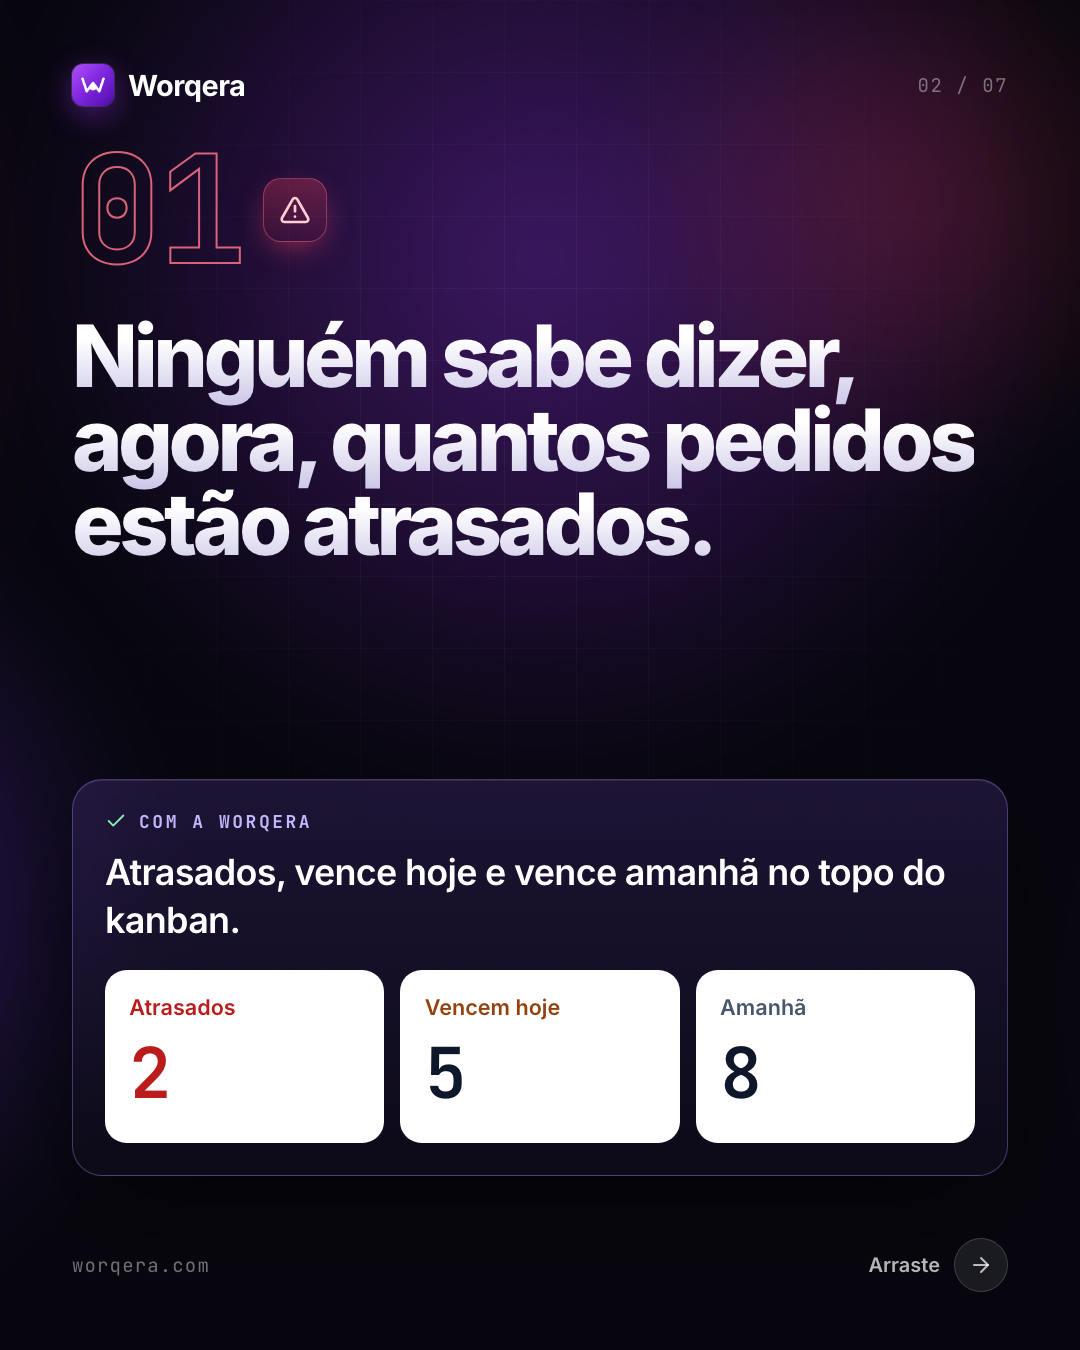 Worqera
02 / 07
01
Ninguém sabe dizer,
agora, quantos pedidos
estão atrasados.
COM A WORQERA
Atrasados, vence hoje e vence amanhã no topo do
kanban.
Atrasados
2
Vencem hoje
5
Amanhã
8
worqera.com
Arraste